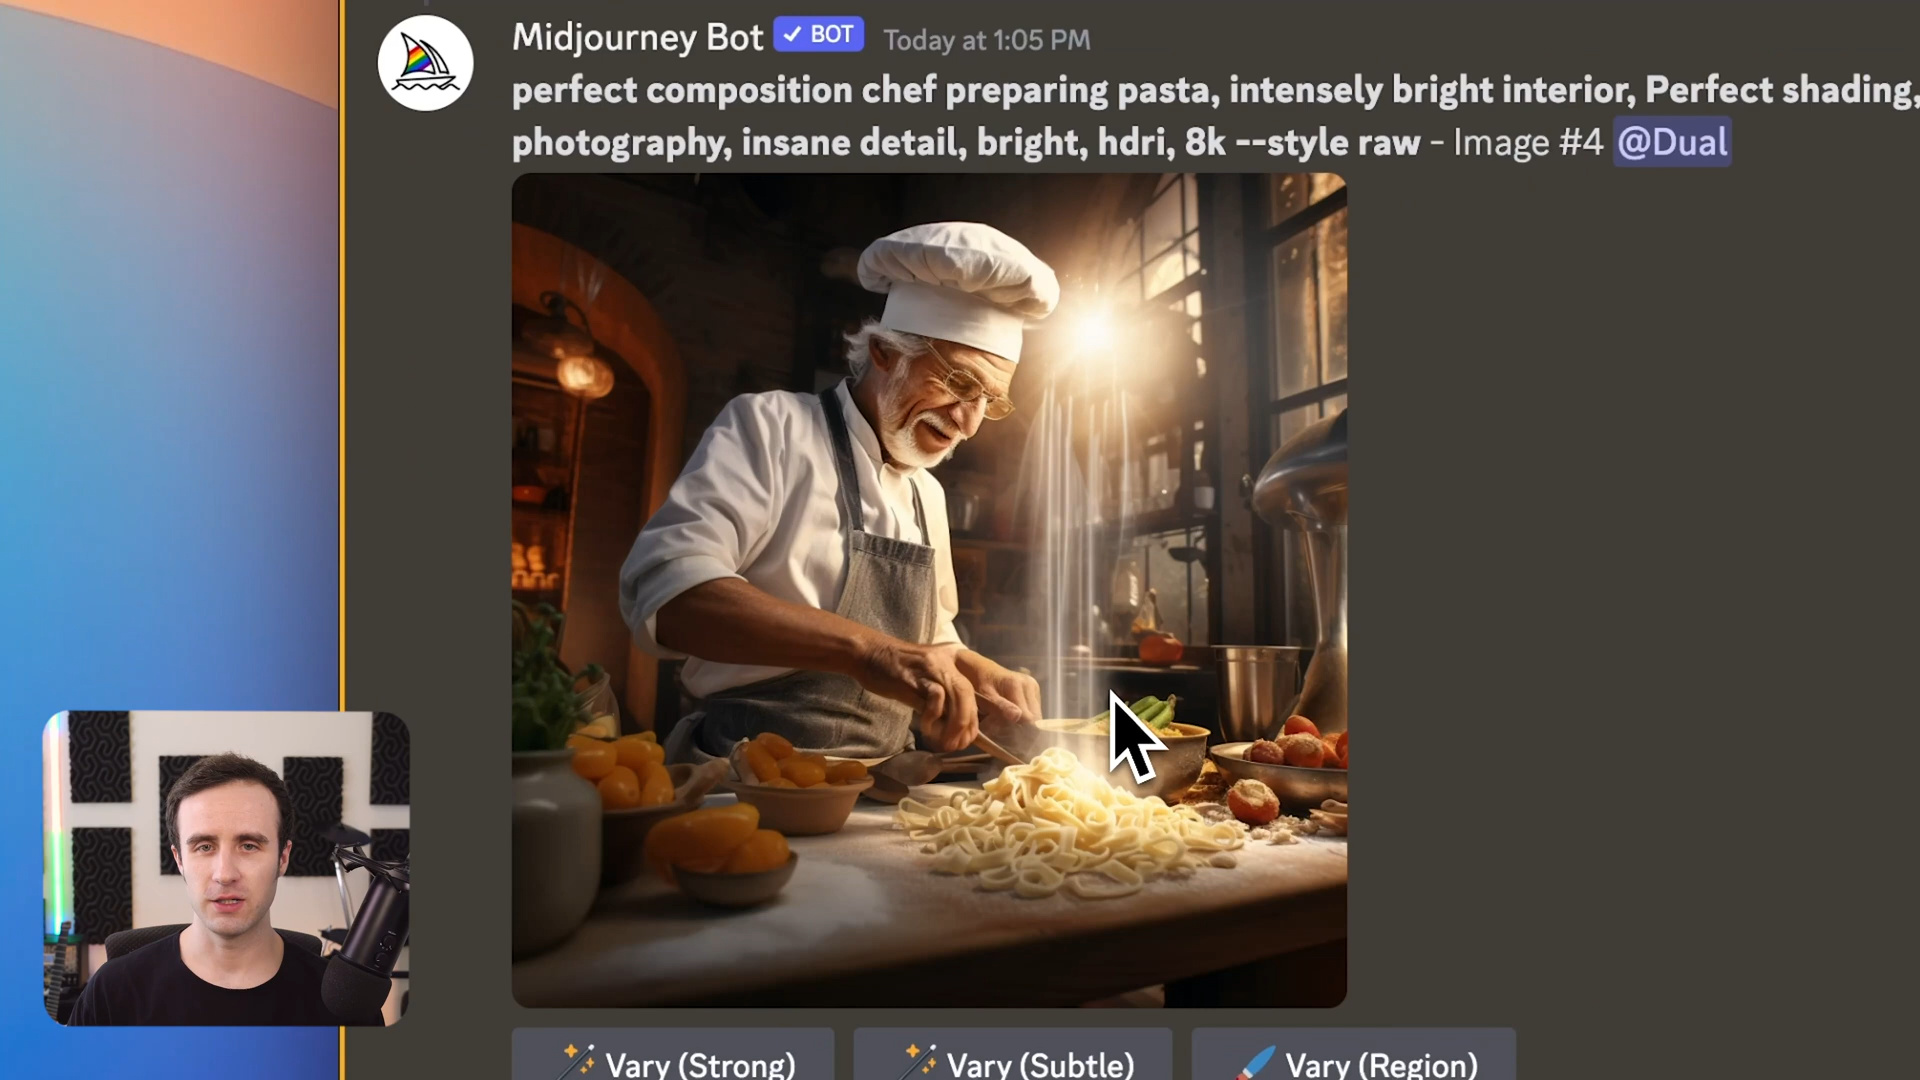 Midjourney Bot ✓ BOT Today at 1:05 PM
perfect composition chef preparing pasta, intensely bright interior, Perfect shading,
photography, insane detail, bright, hdri, 8k --style raw - Image #4 @Dual
Vary (Strong) Vary (Subtle) Vary (Region)